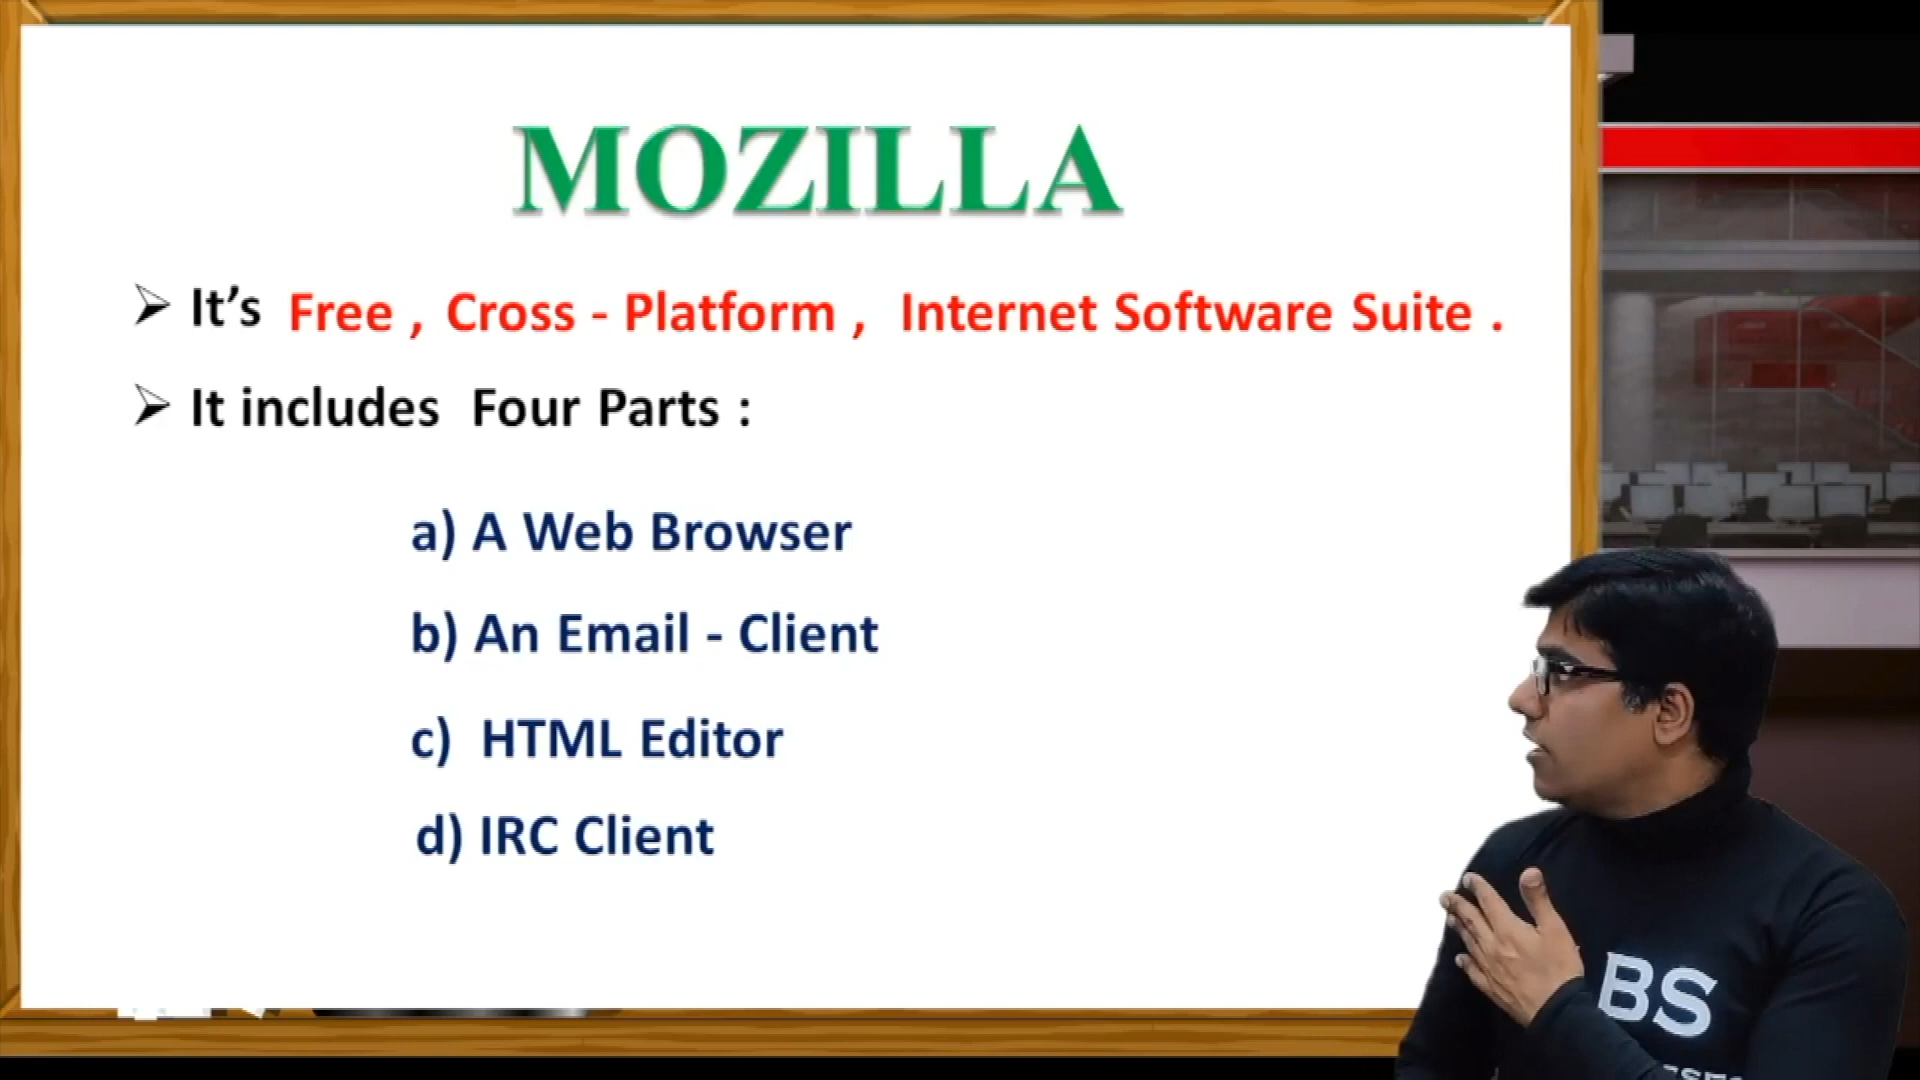 MOZILLA
➢ It’s Free , Cross - Platform , Internet Software Suite .
➢ It includes Four Parts :
a) A Web Browser
b) An Email - Client
c) HTML Editor
d) IRC Client
BS